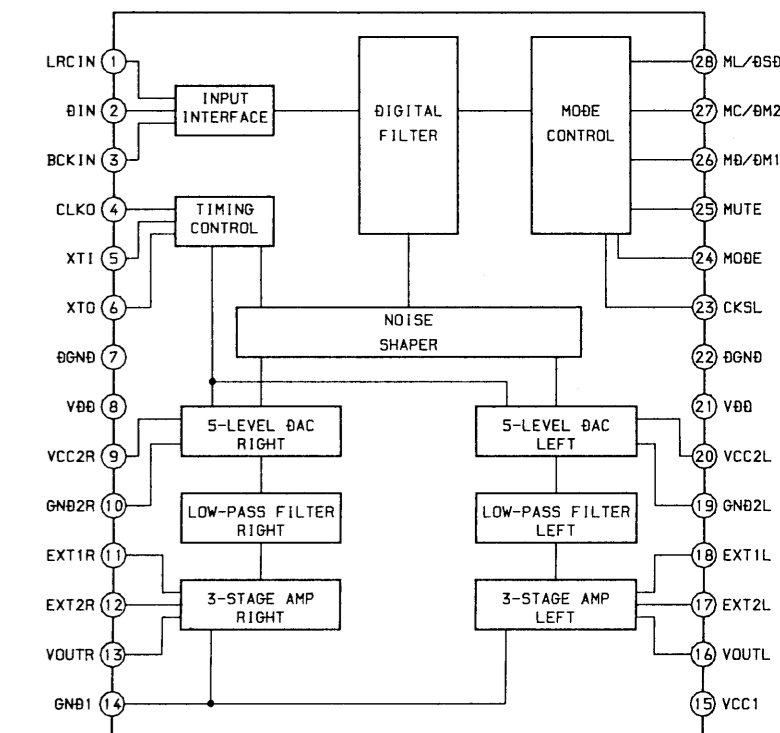 LRCIN 1
DIN 2
BCKIN 3
CLKO 4
XTI 5
XTO 6
DGND 7
VDD 8
VCC2R 9
GND2R 10
EXT1R 11
EXT2R 12
VOUTR 13
GND1 14
INPUT
INTERFACE
DIGITAL
FILTER
MODE
CONTROL
TIMING
CONTROL
NOISE
SHAPER
5-LEVEL DAC
RIGHT
5-LEVEL DAC
LEFT
LOW-PASS FILTER
RIGHT
LOW-PASS FILTER
LEFT
3-STAGE AMP
RIGHT
3-STAGE AMP
LEFT
28 ML/DSD
27 MC/DM2
26 MD/DM1
25 MUTE
24 MODE
23 CKSL
22 DGND
21 VDD
20 VCC2L
19 GND2L
18 EXT1L
17 EXT2L
16 VOUTL
15 VCC1